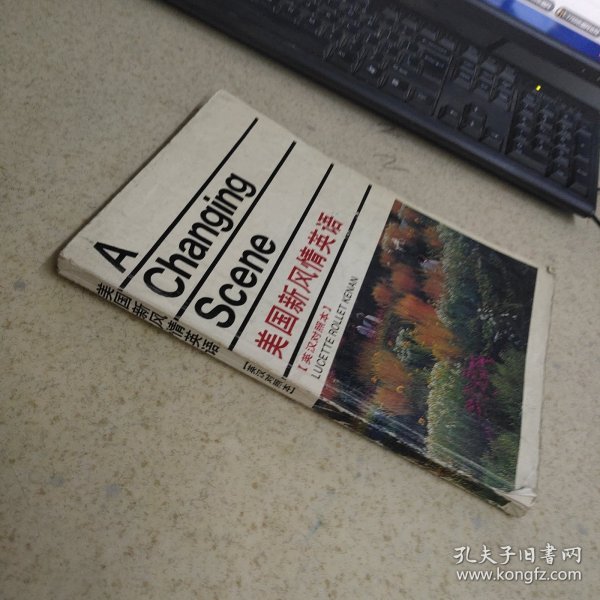 A
Changing
Scene
美国新风情英语
【英汉对照本】
LUCETTE ROLLET KENAN
美国新风情英语
【英汉对照本】
孔夫子旧书网
www.kongfz.com